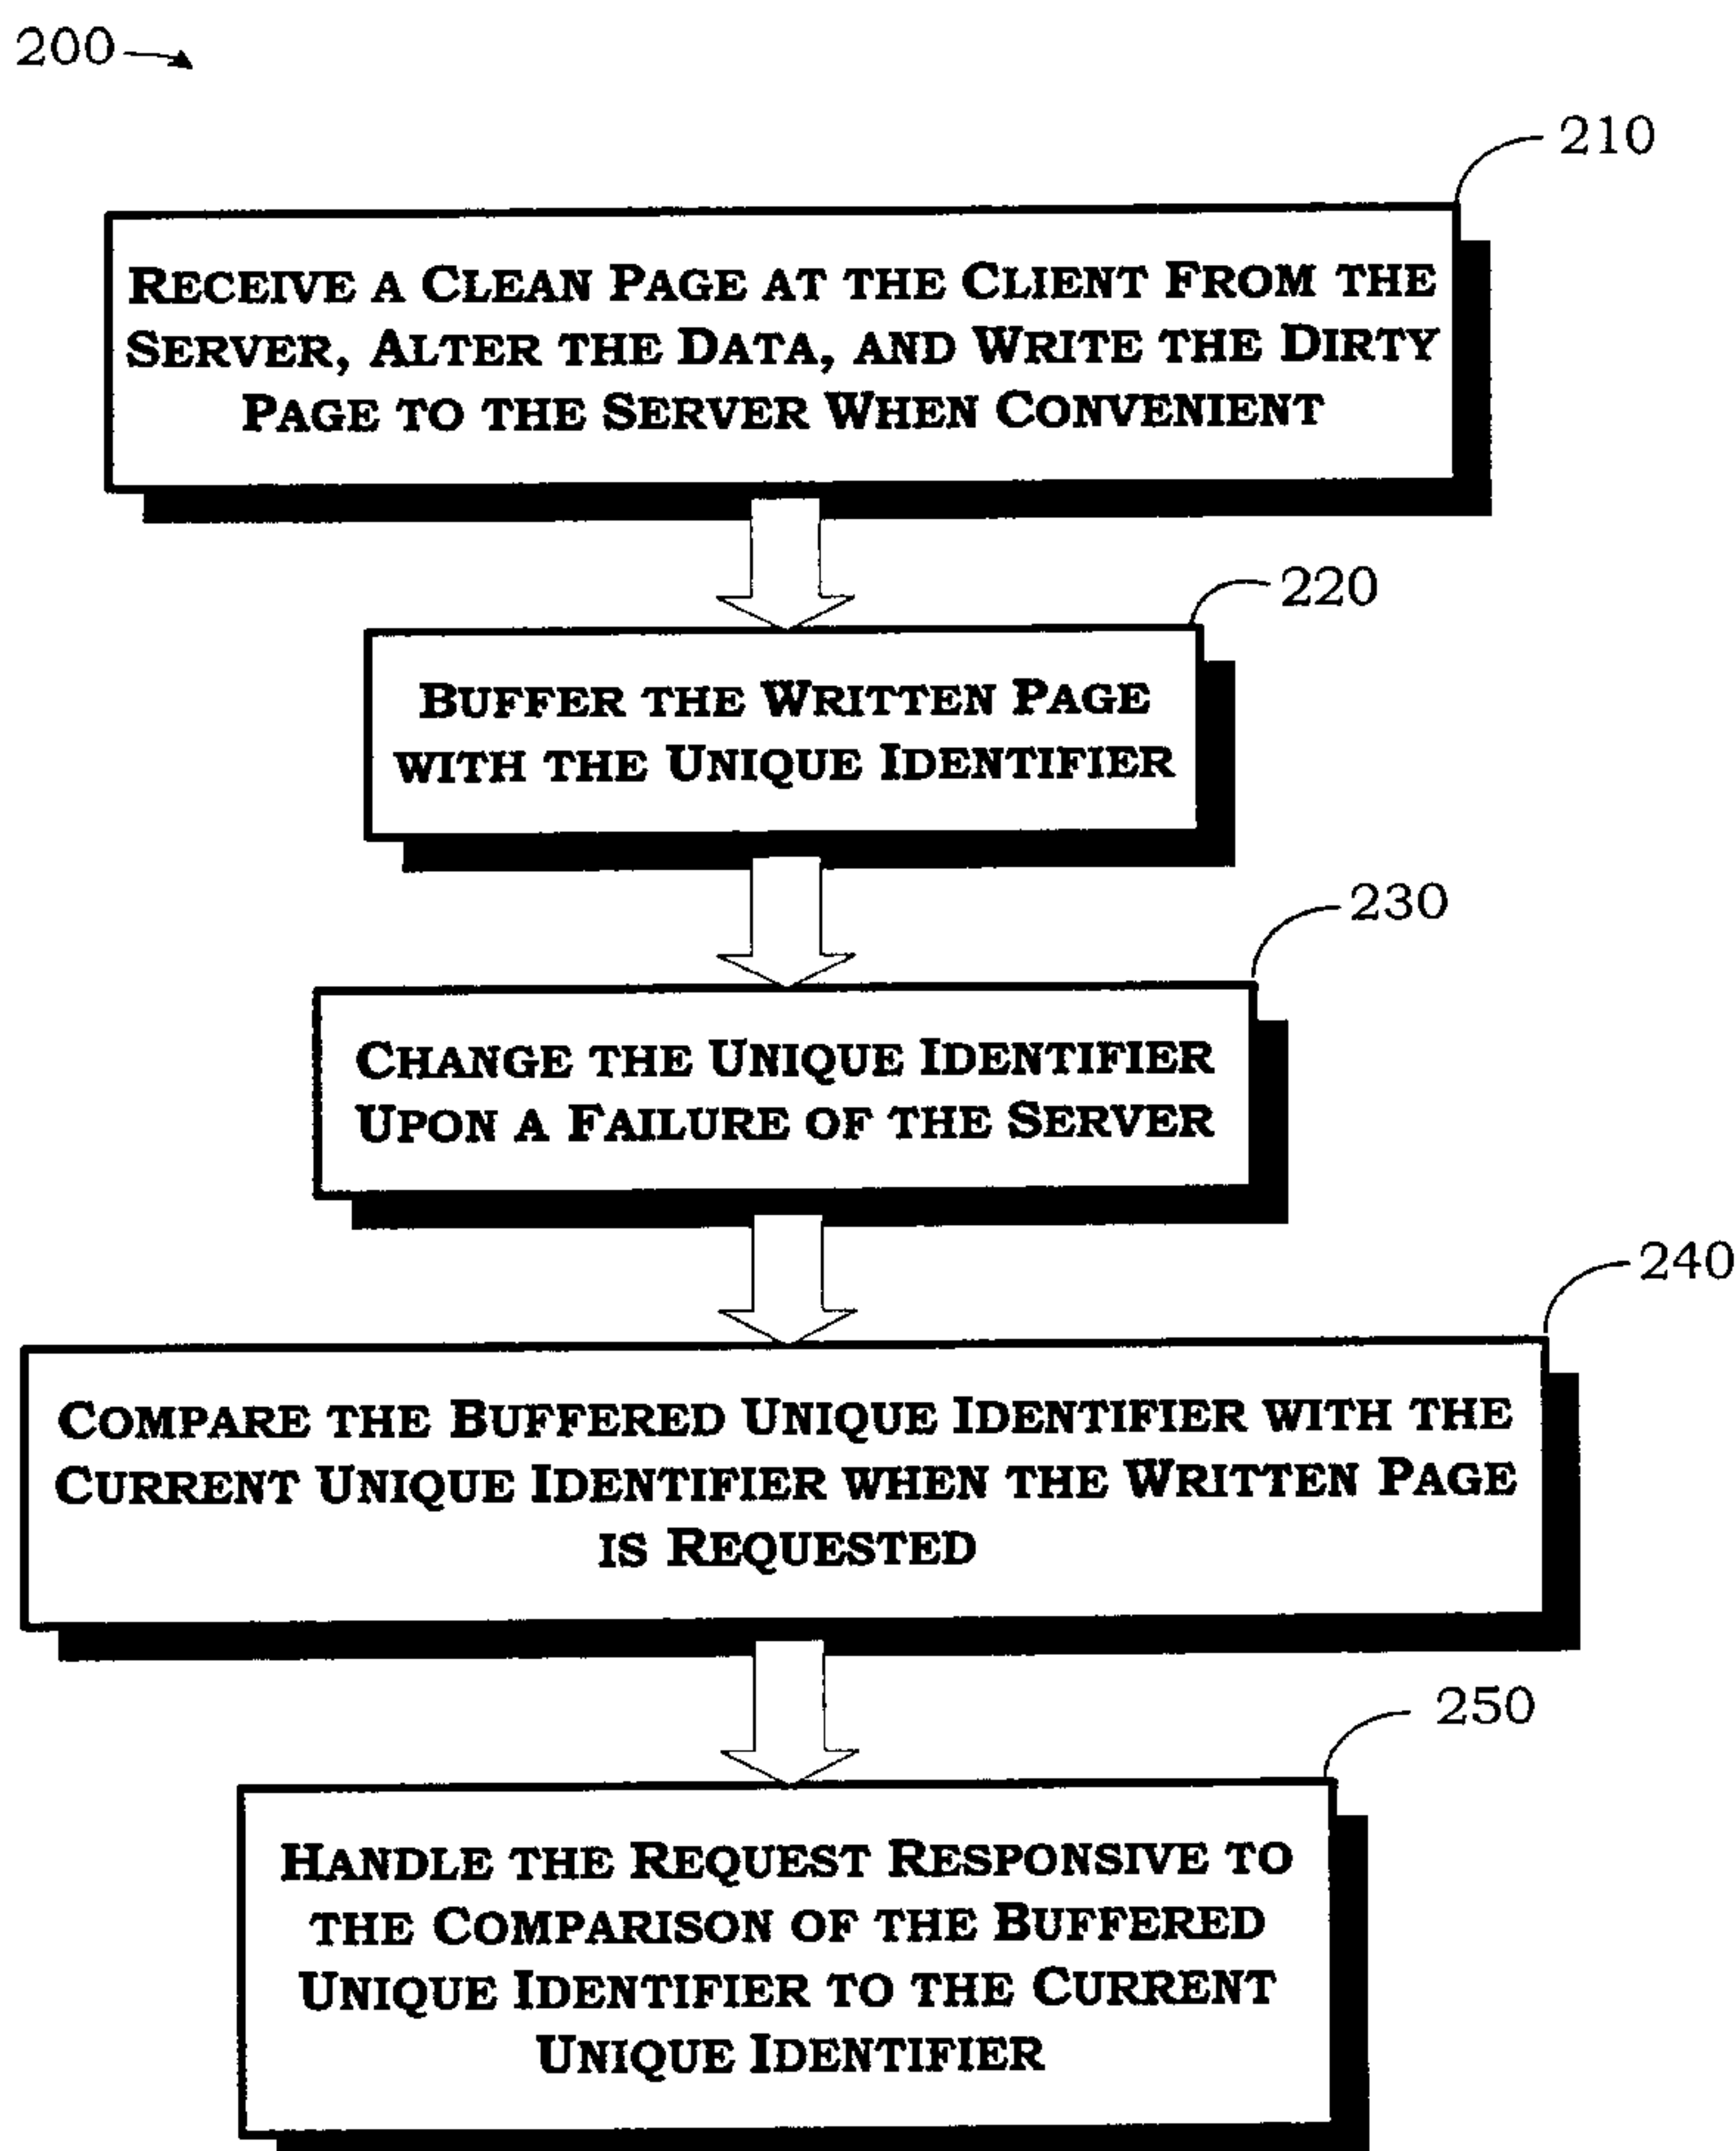 200
210
RECEIVE A CLEAN PAGE AT THE CLIENT FROM THE
SERVER, ALTER THE DATA, AND WRITE THE DIRTY
PAGE TO THE SERVER WHEN CONVENIENT
220
BUFFER THE WRITTEN PAGE
WITH THE UNIQUE IDENTIFIER
230
CHANGE THE UNIQUE IDENTIFIER
UPON A FAILURE OF THE SERVER
240
COMPARE THE BUFFERED UNIQUE IDENTIFIER WITH THE
CURRENT UNIQUE IDENTIFIER WHEN THE WRITTEN PAGE
IS REQUESTED
250
HANDLE THE REQUEST RESPONSIVE TO
THE COMPARISON OF THE BUFFERED
UNIQUE IDENTIFIER TO THE CURRENT
UNIQUE IDENTIFIER